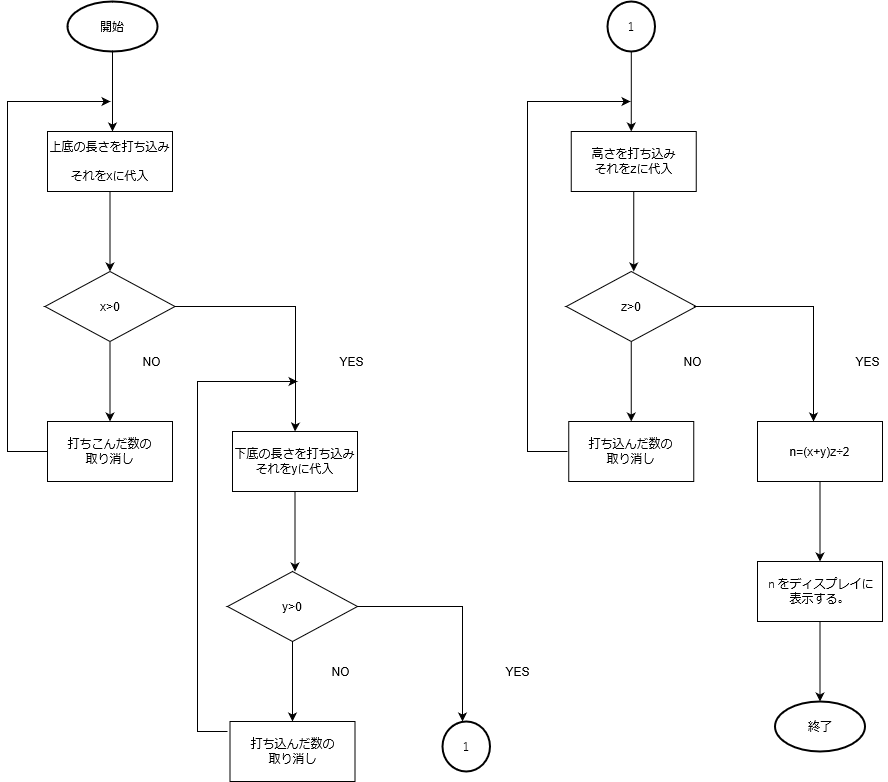 開始
上底の長さを打ち込み
それをxに代入
x>0
NO
YES
打ちこんだ数の
取り消し
下底の長さを打ち込み
それをyに代入
y>0
NO
YES
打ち込んだ数の
取り消し
1
1
高さを打ち込み
それをzに代入
z>0
NO
YES
打ち込んだ数の
取り消し
n=(x+y)z÷2
n をディスプレイに
表示する。
終了